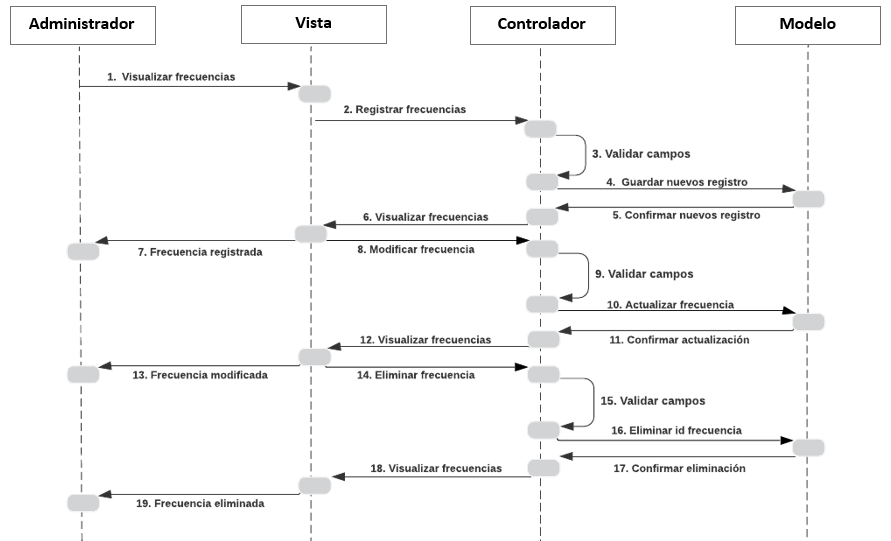 Administrador
Vista
Controlador
Modelo
1. Visualizar frecuencias
2. Registrar frecuencias
3. Validar campos
4. Guardar nuevos registro
5. Confirmar nuevos registro
6. Visualizar frecuencias
7. Frecuencia registrada
8. Modificar frecuencia
9. Validar campos
10. Actualizar frecuencia
11. Confirmar actualización
12. Visualizar frecuencias
13. Frecuencia modificada
14. Eliminar frecuencia
15. Validar campos
16. Eliminar id frecuencia
17. Confirmar eliminación
18. Visualizar frecuencias
19. Frecuencia eliminada